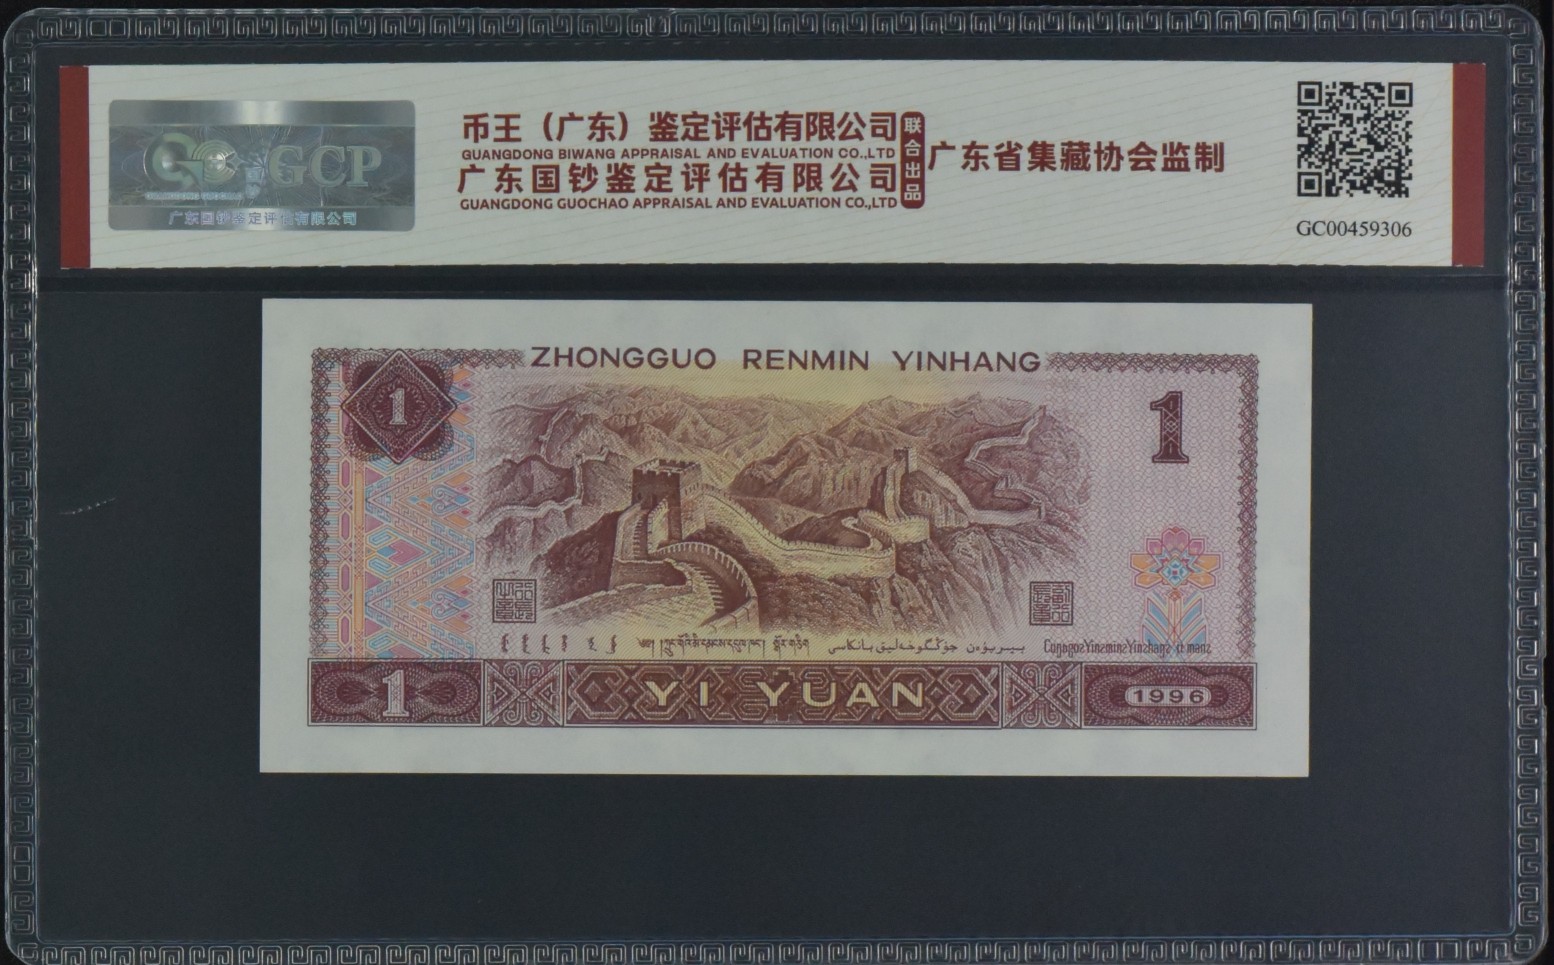 GCP
广东国钞鉴定评估有限公司
币王（广东）鉴定评估有限公司
GUANGDONG BIWANG APPRAISAL AND EVALUATION CO.,LTD
广东国钞鉴定评估有限公司
GUANGDONG GUOCHAO APPRAISAL AND EVALUATION CO.,LTD
联合出品
广东省集藏协会监制
GC00459306
ZHONGGUO RENMIN YINHANG
1
1
YI YUAN
1
1996